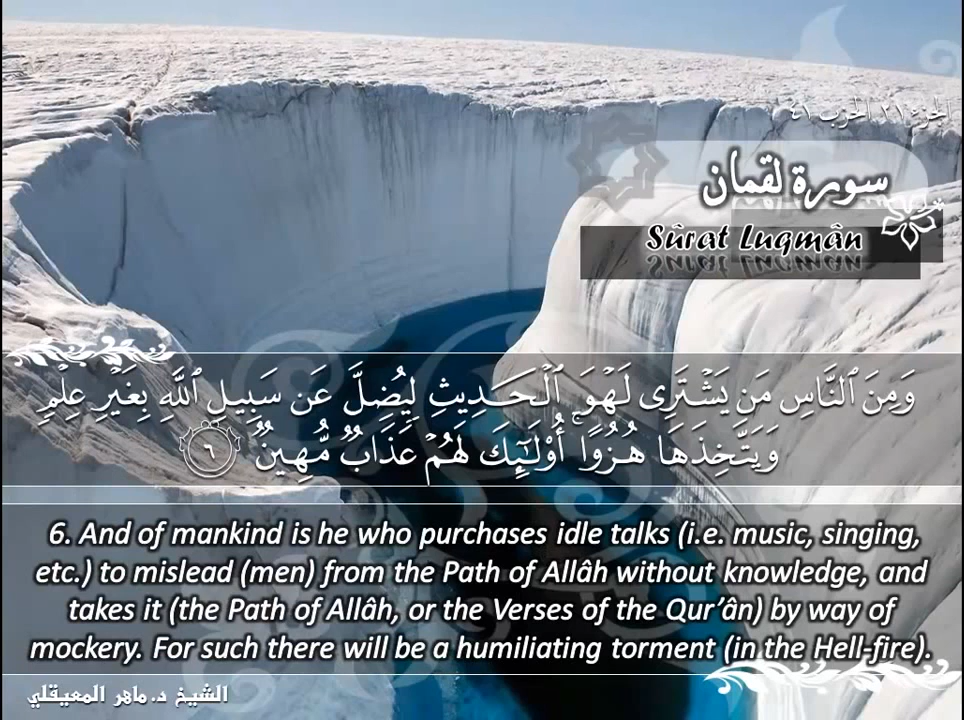 الجزء ٢١ الحزب ٤١
سورة لقمان
Sûrat Luqmân
وَمِنَ ٱلنَّاسِ مَن يَشْتَرِى لَهْوَ ٱلْحَدِيثِ لِيُضِلَّ عَن سَبِيلِ ٱللَّهِ بِغَيْرِ عِلْمٍ
وَيَتَّخِذَهَا هُزُوًا ۚ أُو۟لَـٰٓئِكَ لَهُمْ عَذَابٌ مُّهِينٌ ٦
6. And of mankind is he who purchases idle talks (i.e. music, singing,
etc.) to mislead (men) from the Path of Allâh without knowledge, and
takes it (the Path of Allâh, or the Verses of the Qur’ân) by way of
mockery. For such there will be a humiliating torment (in the Hell-fire).
الشيخ د. ماهر المعيقلي